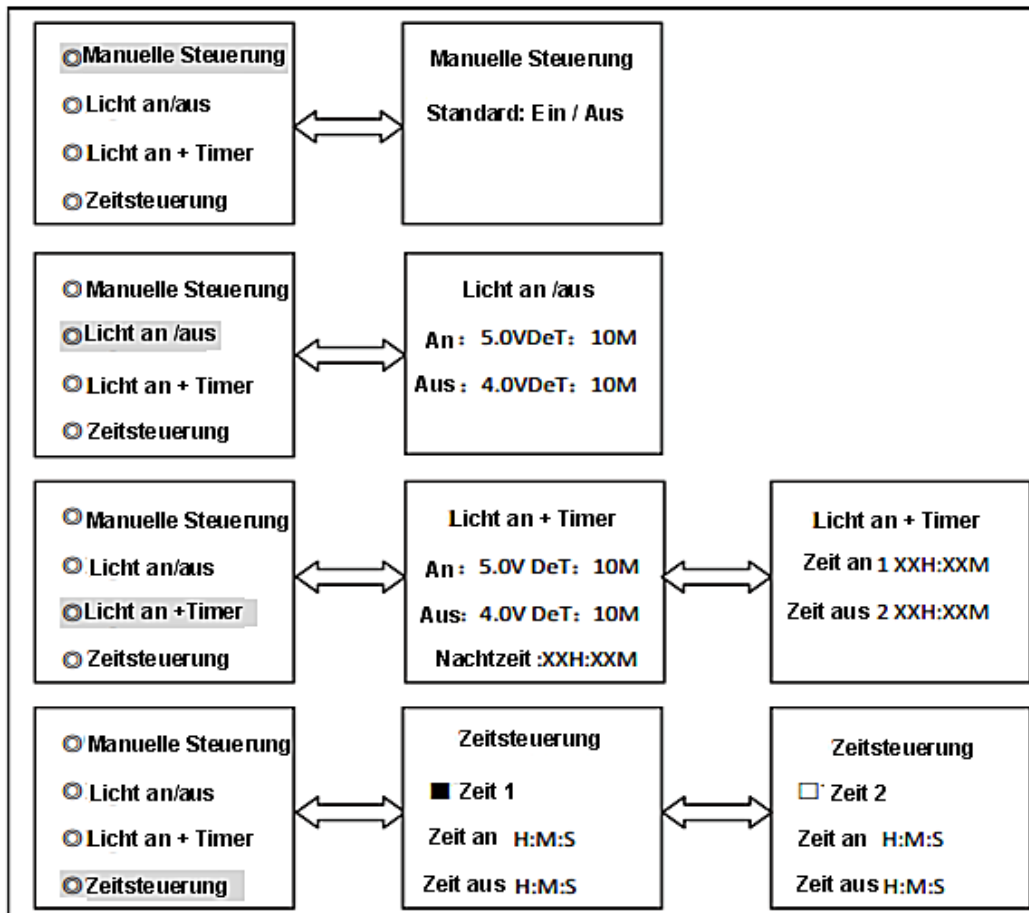 Manuelle Steuerung
Licht an/aus
Licht an + Timer
Zeitsteuerung
Manuelle Steuerung
Standard: Ein / Aus
Manuelle Steuerung
Licht an /aus
Licht an + Timer
Zeitsteuerung
Licht an /aus
An: 5.0VDeT: 10M
Aus: 4.0VDeT: 10M
Manuelle Steuerung
Licht an/aus
Licht an +Timer
Zeitsteuerung
Licht an + Timer
An: 5.0V DeT: 10M
Aus: 4.0V DeT: 10M
Nachtzeit :XXH:XXM
Licht an + Timer
Zeit an 1 XXH:XXM
Zeit aus 2 XXH:XXM
Manuelle Steuerung
Licht an/aus
Licht an + Timer
Zeitsteuerung
Zeitsteuerung
Zeit 1
Zeit an H:M:S
Zeit aus H:M:S
Zeitsteuerung
Zeit 2
Zeit an H:M:S
Zeit aus H:M:S